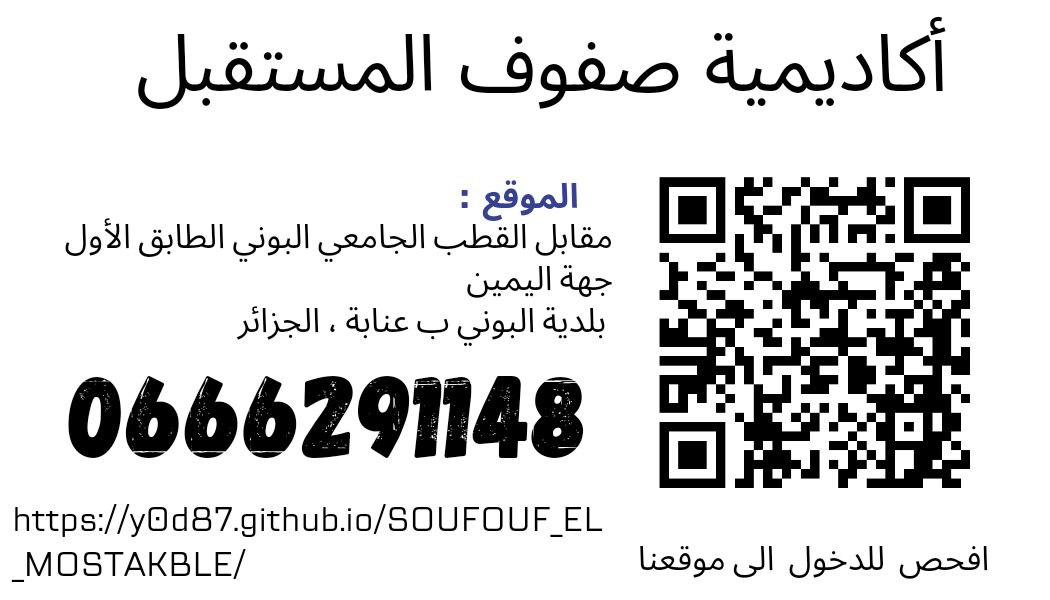 أكاديمية صفوف المستقبل
الموقع :
مقابل القطب الجامعي البوني الطابق الأول
جهة اليمين
بلدية البوني ب عنابة ، الجزائر
0666291148
https://y0d87.github.io/SOUFOUF_EL
_MOSTAKBLE/
افحص للدخول الى موقعنا